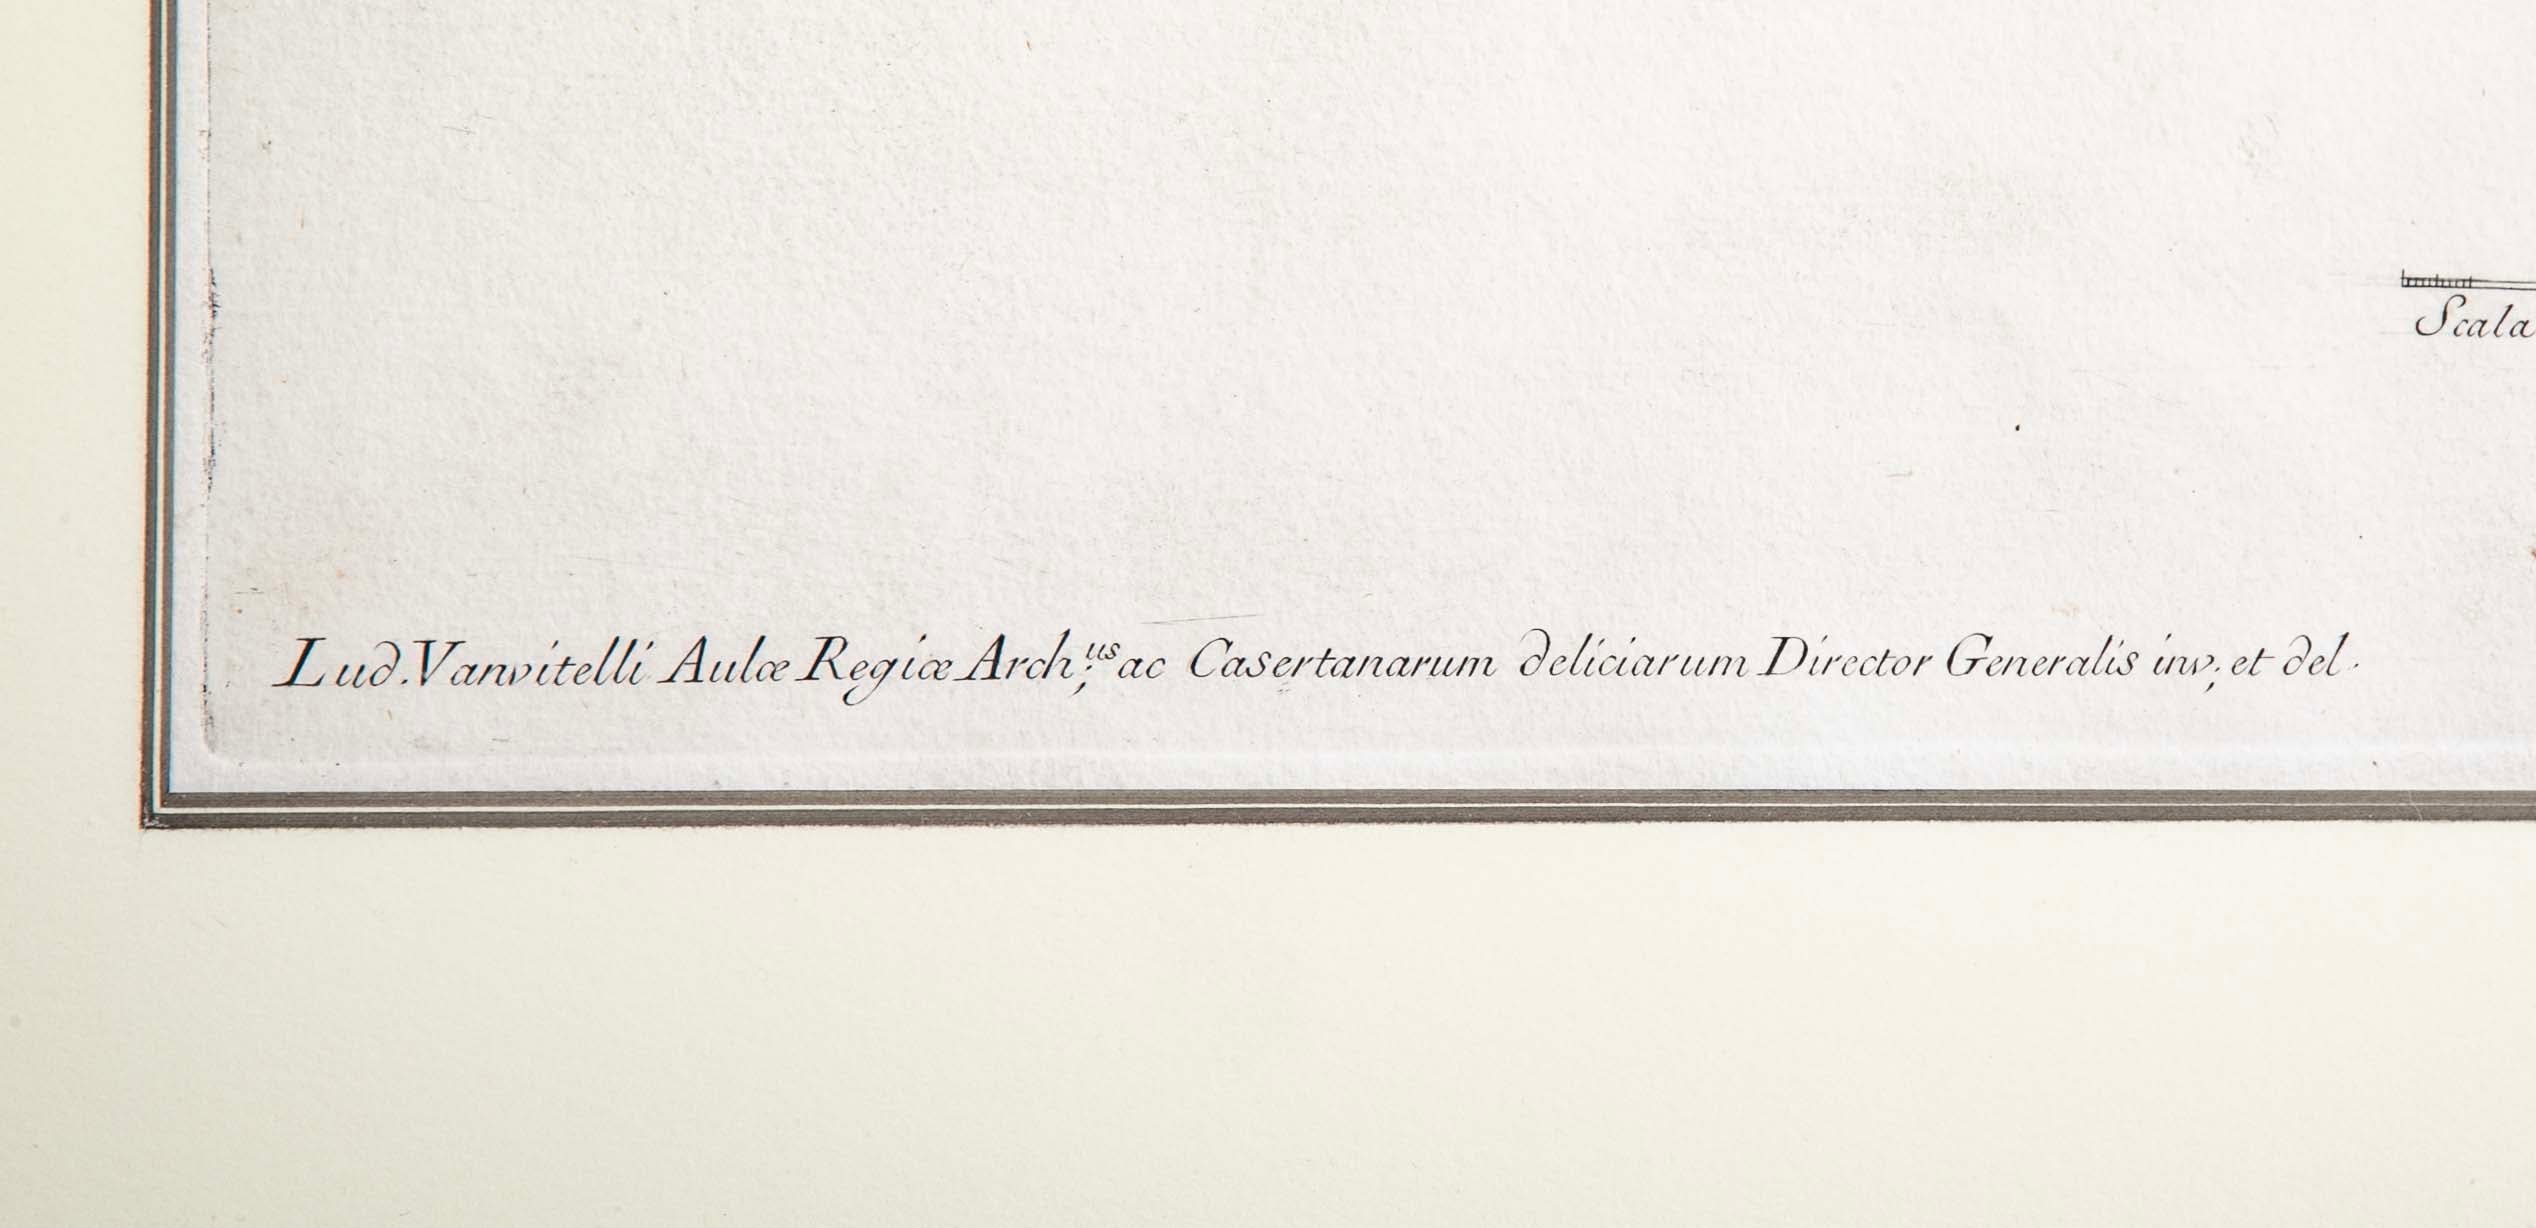 Scala
Lud. Vanvitelli Aulæ Regiæ Arch;ᵘˢ ac Casertanarum deliciarum Director Generalis inv; et del.